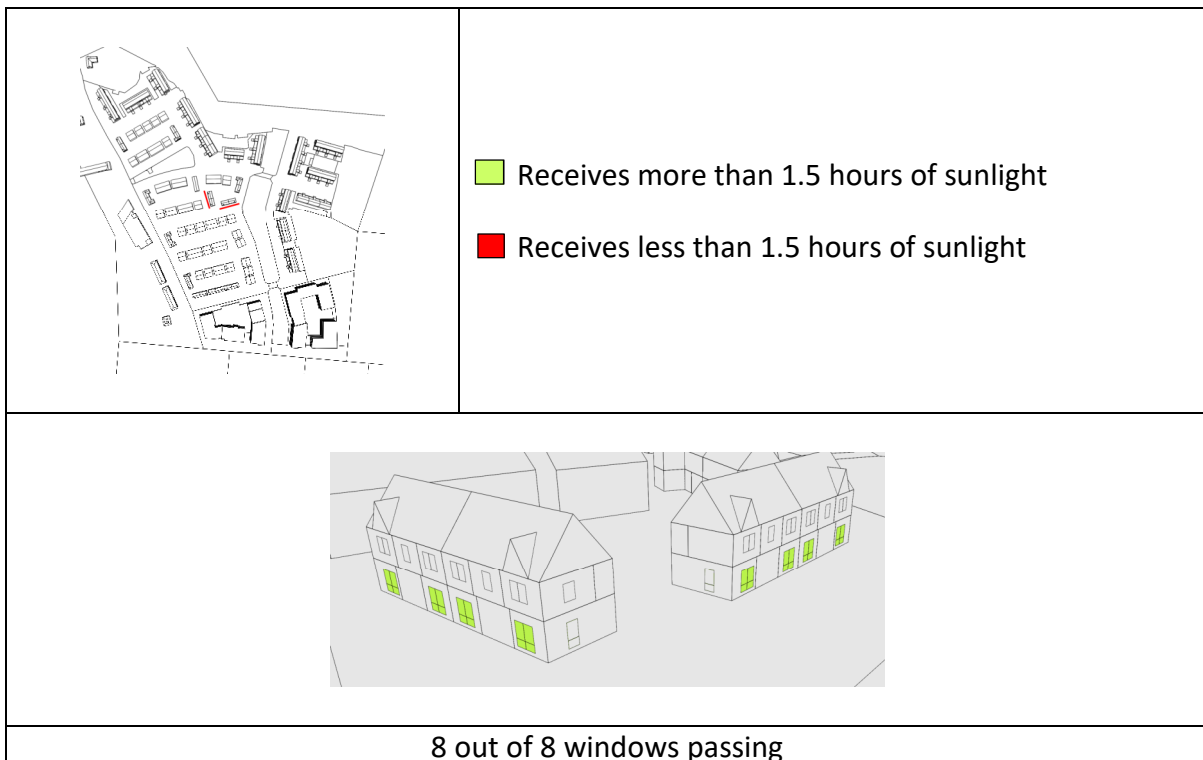 Receives more than 1.5 hours of sunlight
Receives less than 1.5 hours of sunlight
8 out of 8 windows passing